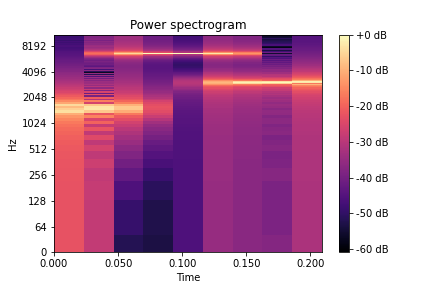 Power spectrogram
8192
4096
2048
1024
512
256
128
64
0
Hz
0.000 0.050 0.100 0.150 0.200
Time
+0 dB
-10 dB
-20 dB
-30 dB
-40 dB
-50 dB
-60 dB